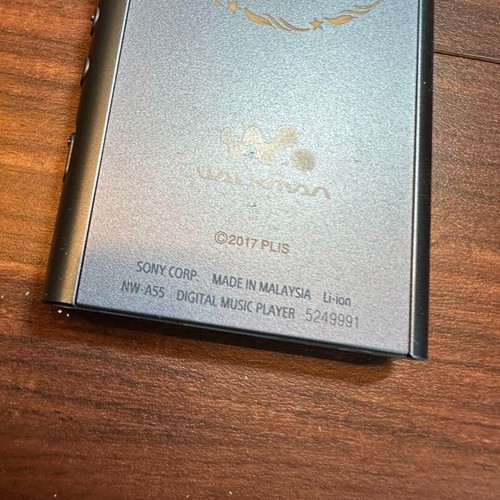 WALKMAN
©2017 PLIS
SONY CORP. MADE IN MALAYSIA Li-ion
NW-A55 DIGITAL MUSIC PLAYER 5249991